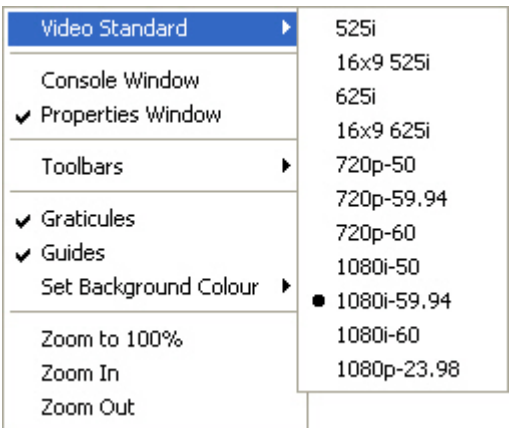 Video Standard
Console Window
Properties Window
Toolbars
Graticules
Guides
Set Background Colour
Zoom to 100%
Zoom In
Zoom Out
525i
16x9 525i
625i
16x9 625i
720p-50
720p-59.94
720p-60
1080i-50
1080i-59.94
1080i-60
1080p-23.98